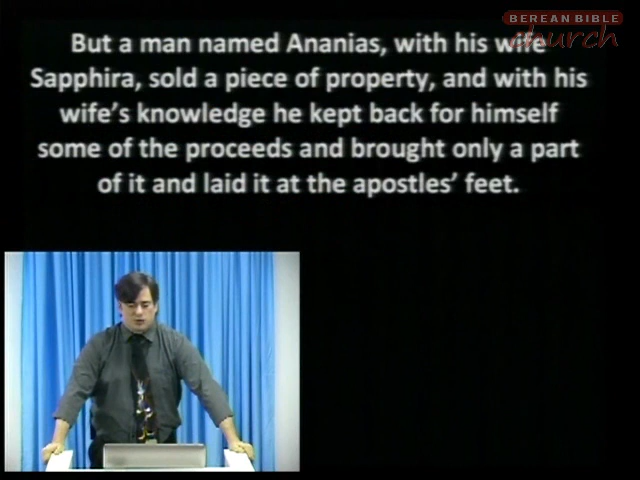 BEREAN BIBLE
church
But a man named Ananias, with his wife
Sapphira, sold a piece of property, and with his
wife’s knowledge he kept back for himself
some of the proceeds and brought only a part
of it and laid it at the apostles’ feet.